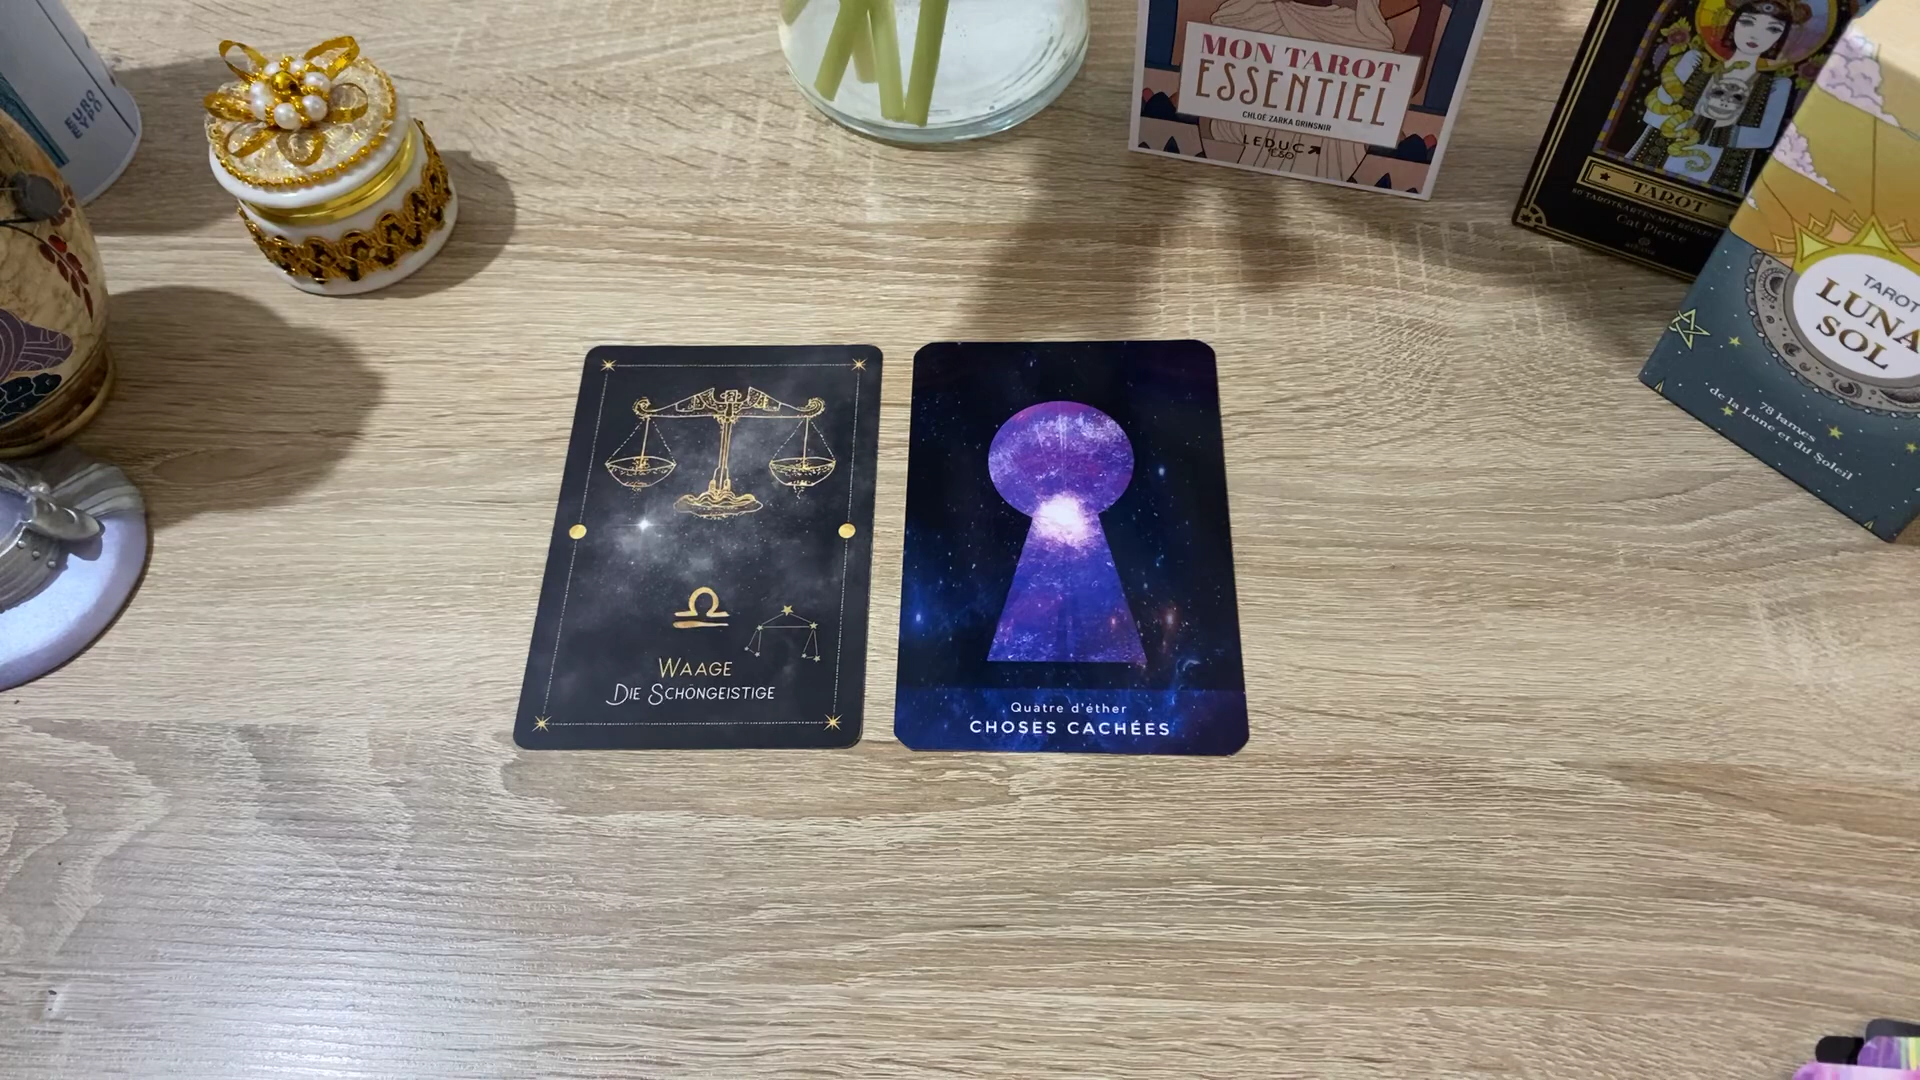 EURO
EYPO
MON TAROT
ESSENTIEL
CHLOÉ ZARKA GRINSNIR
LEDUC
ÉSO
TAROT
Cat Pierce
TAROT
LUNA
SOL
78 lames
de la Lune et du Soleil
WAAGE
DIE SCHÖNGEISTIGE
Quatre d'éther
CHOSES CACHÉES